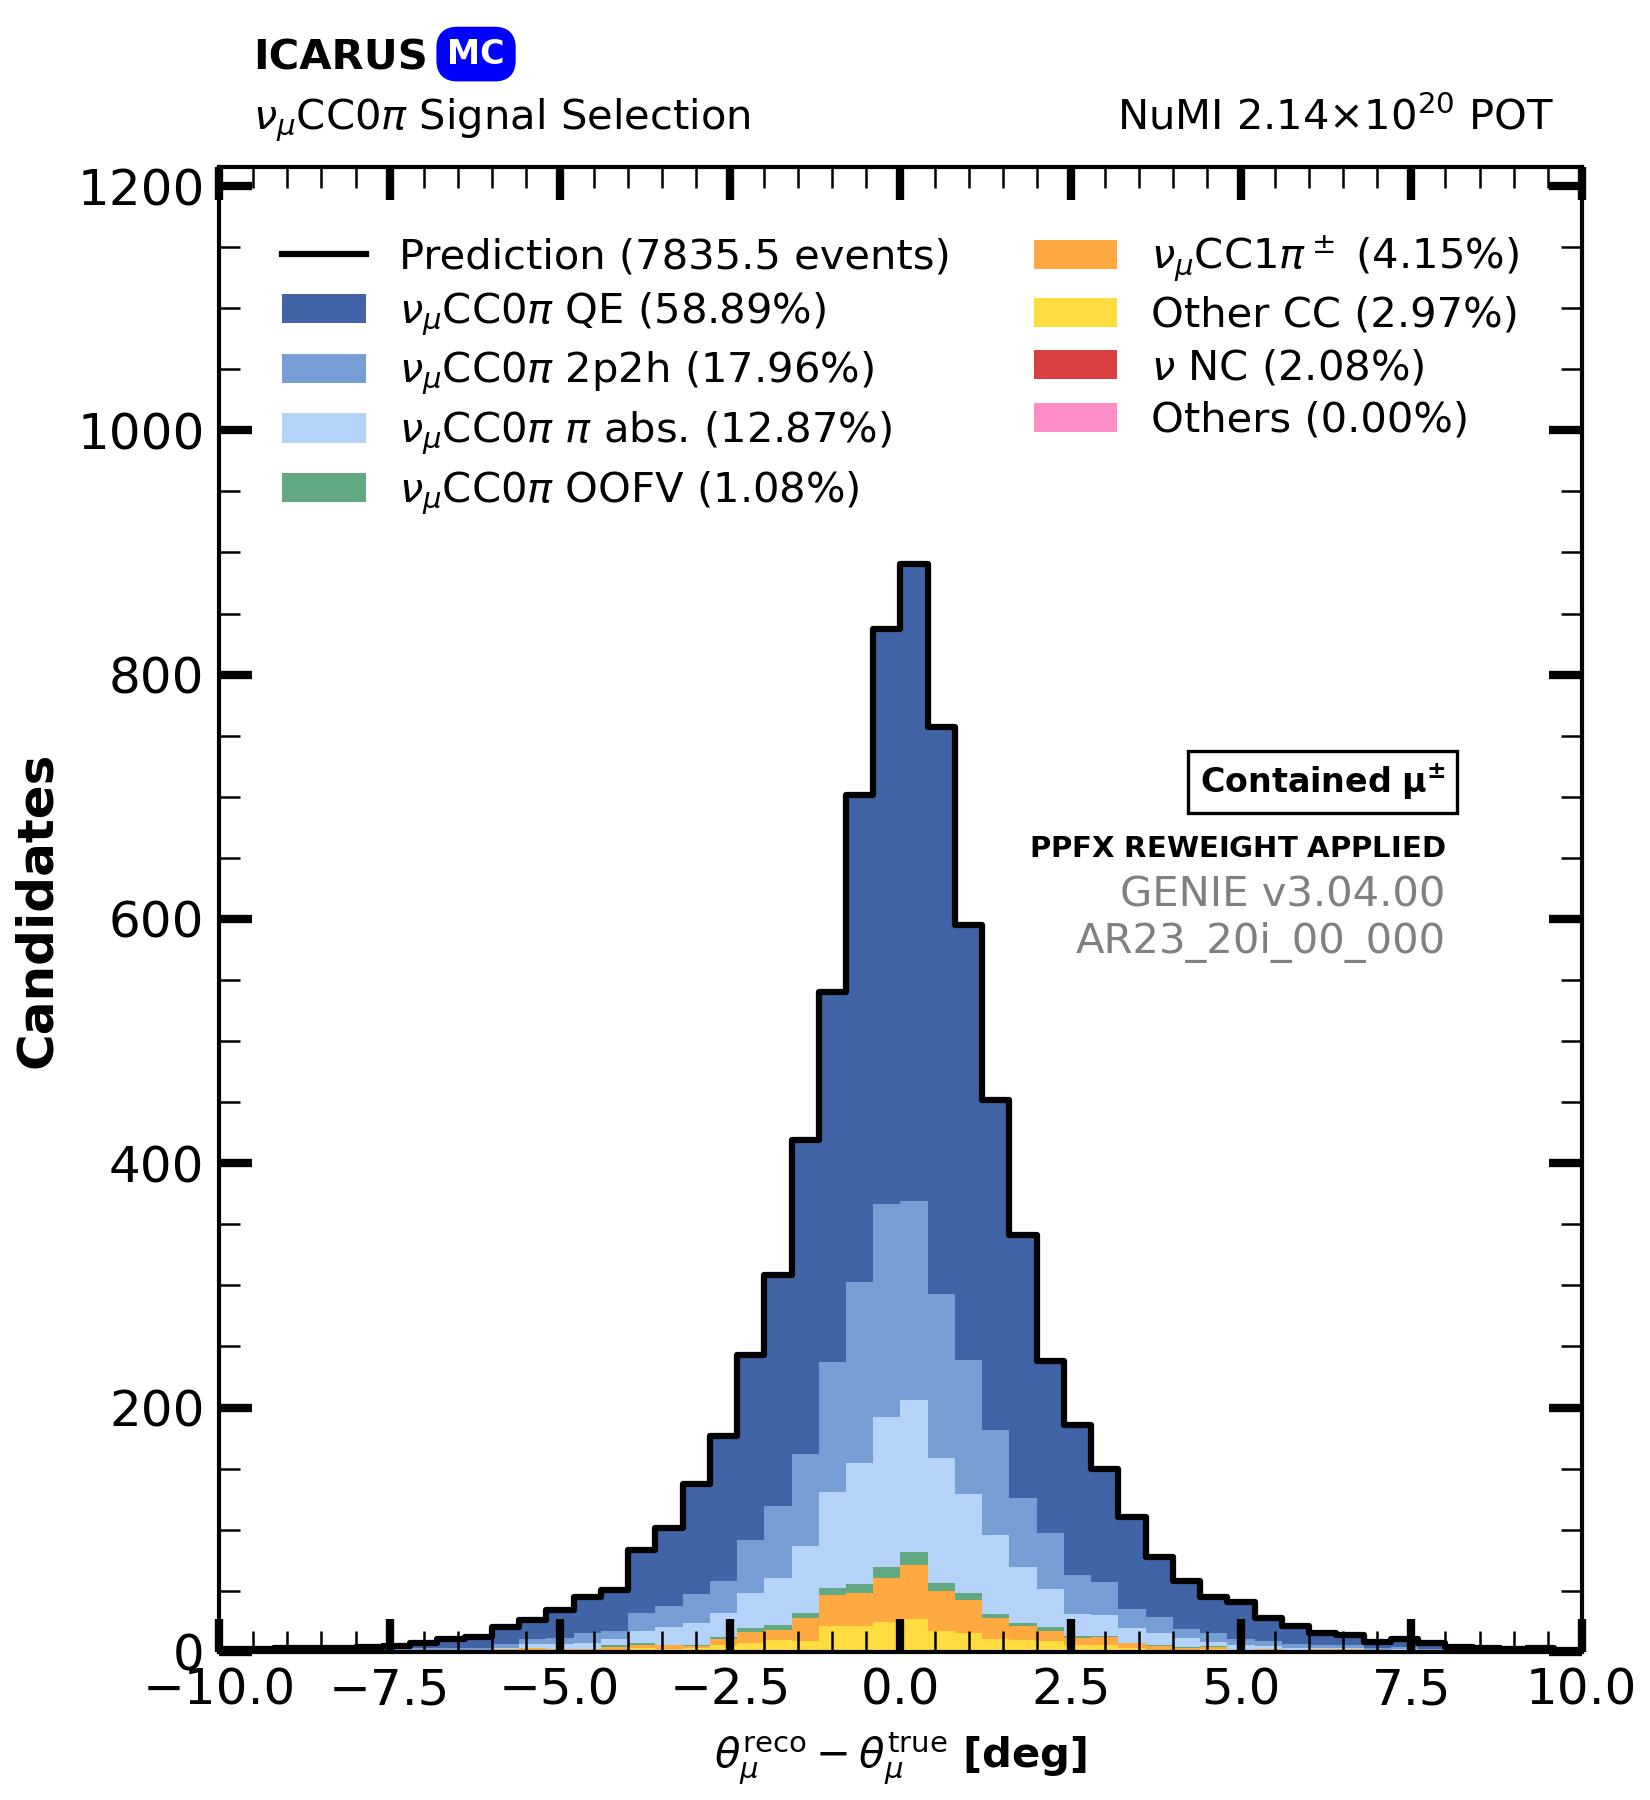 ICARUS MC
νμCC0π Signal Selection
NuMI 2.14×10²⁰ POT
Prediction (7835.5 events)
νμCC0π QE (58.89%)
νμCC0π 2p2h (17.96%)
νμCC0π π abs. (12.87%)
νμCC0π OOFV (1.08%)
νμCC1π± (4.15%)
Other CC (2.97%)
ν NC (2.08%)
Others (0.00%)
Contained μ±
PPFX REWEIGHT APPLIED
GENIE v3.04.00
AR23_20i_00_000
Candidates
1200
1000
800
600
400
200
0
−10.0 −7.5 −5.0 −2.5 0.0 2.5 5.0 7.5 10.0
θμ^reco − θμ^true [deg]